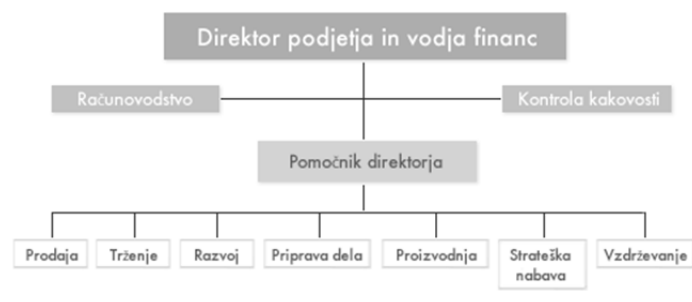 Direktor podjetja in vodja financ
Računovodstvo
Kontrola kakovosti
Pomočnik direktorja
Prodaja
Trženje
Razvoj
Priprava dela
Proizvodnja
Strateška
nabava
Vzdrževanje